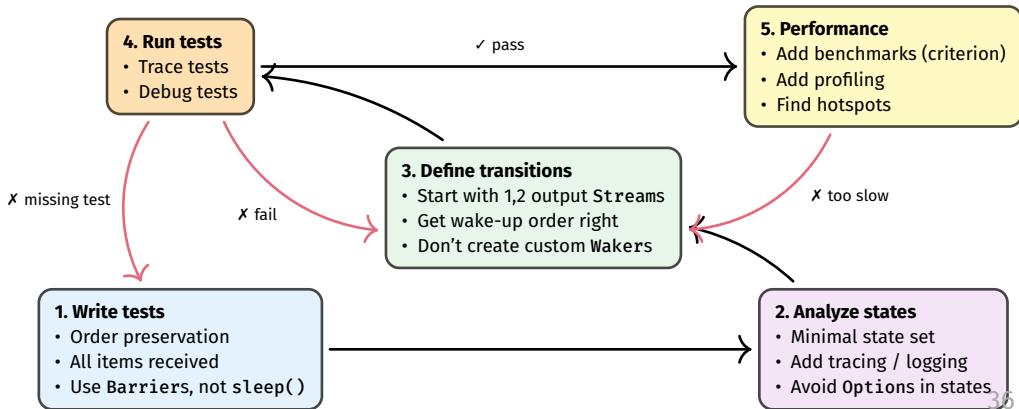 4. Run tests
• Trace tests
• Debug tests
✓ pass
5. Performance
• Add benchmarks (criterion)
• Add profiling
• Find hotspots
3. Define transitions
• Start with 1,2 output Streams
• Get wake-up order right
• Don't create custom Wakers
✗ missing test
✗ fail
✗ too slow
1. Write tests
• Order preservation
• All items received
• Use Barriers, not sleep()
2. Analyze states
• Minimal state set
• Add tracing / logging
• Avoid Options in states
36